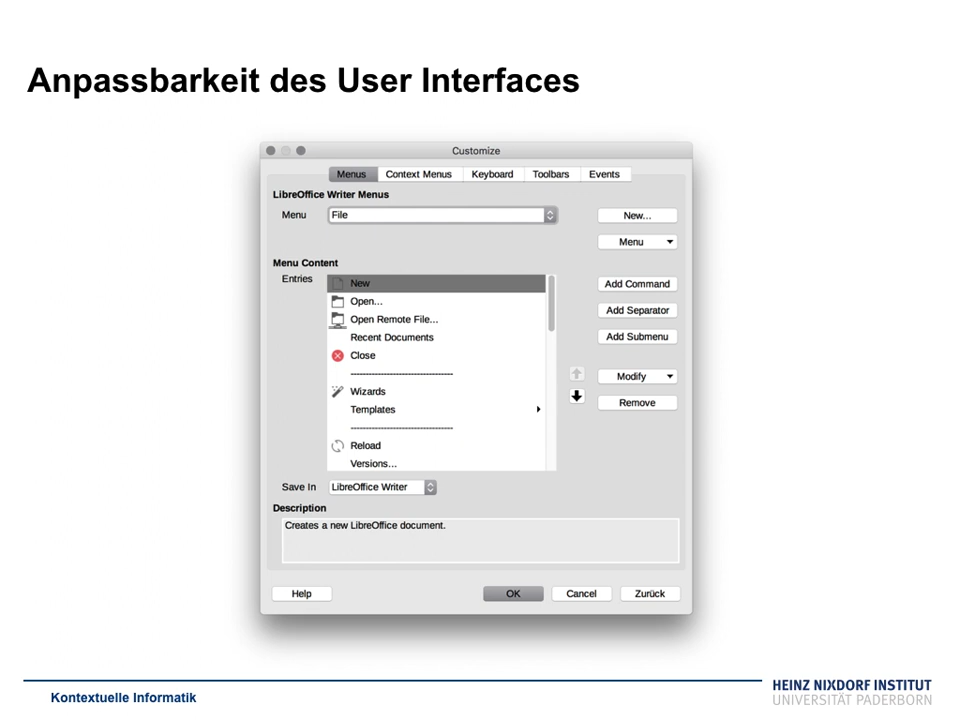 Anpassbarkeit des User Interfaces
Customize
Menus Context Menus Keyboard Toolbars Events
LibreOffice Writer Menus
Menu File New...
Menu
Menu Content
Entries New Add Command
Open...
Add Separator
Open Remote File...
Recent Documents Add Submenu
Close
---------------------------------- Modify
Wizards
Templates Remove
----------------------------------
Reload
Versions...
Save In LibreOffice Writer
Description
Creates a new LibreOffice document.
Help OK Cancel Zurück
Kontextuelle Informatik
HEINZ NIXDORF INSTITUT
UNIVERSITÄT PADERBORN